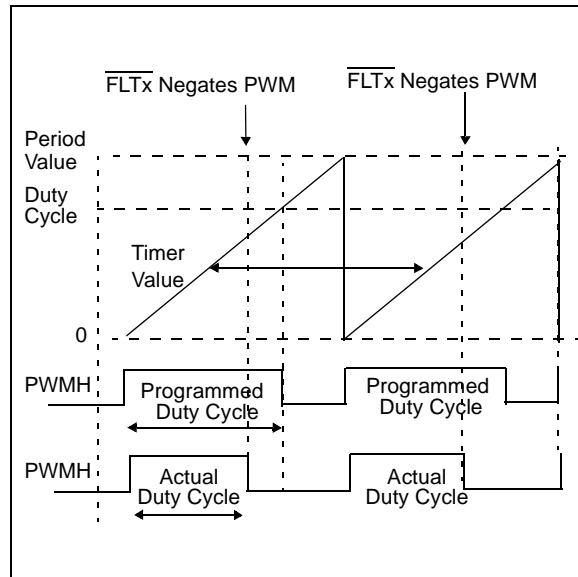 FLTx Negates PWM
FLTx Negates PWM
Period
Value
Duty
Cycle
Timer
Value
0
PWMH
Programmed
Duty Cycle
Programmed
Duty Cycle
PWMH
Actual
Duty Cycle
Actual
Duty Cycle